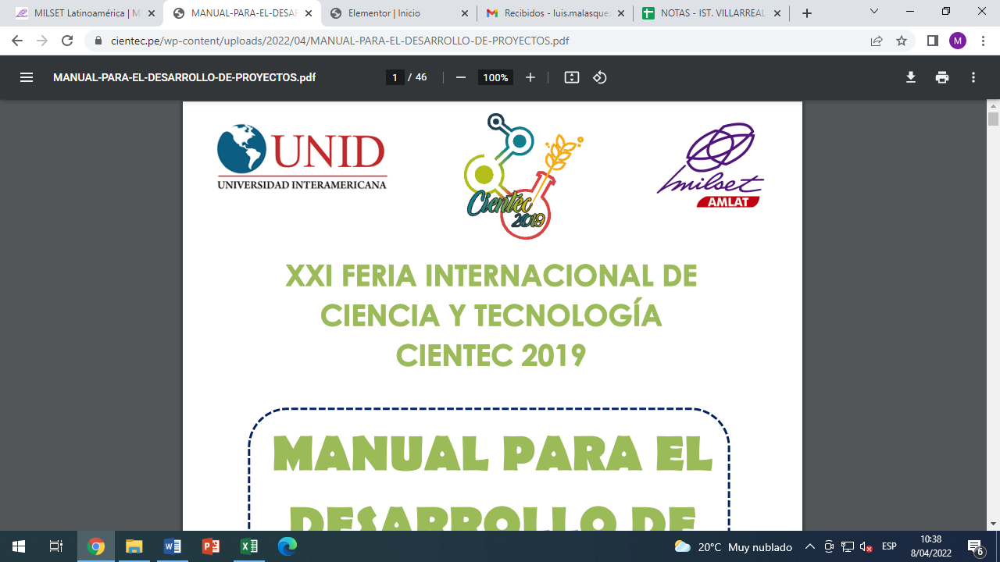 MILSET Latinoamérica | M
MANUAL-PARA-EL-DESAR
Elementor | Inicio
Recibidos - luis.malasque
NOTAS - IST. VILLARREAL
cientec.pe/wp-content/uploads/2022/04/MANUAL-PARA-EL-DESARROLLO-DE-PROYECTOS.pdf
M
MANUAL-PARA-EL-DESARROLLO-DE-PROYECTOS.pdf
1 / 46
100%
UNID
UNIVERSIDAD INTERAMERICANA
Cientec
2019
milset
AMLAT
XXI FERIA INTERNACIONAL DE
CIENCIA Y TECNOLOGÍA
CIENTEC 2019
MANUAL PARA EL
DESARROLLO DE
20°C Muy nublado
ESP
10:38
8/04/2022
6